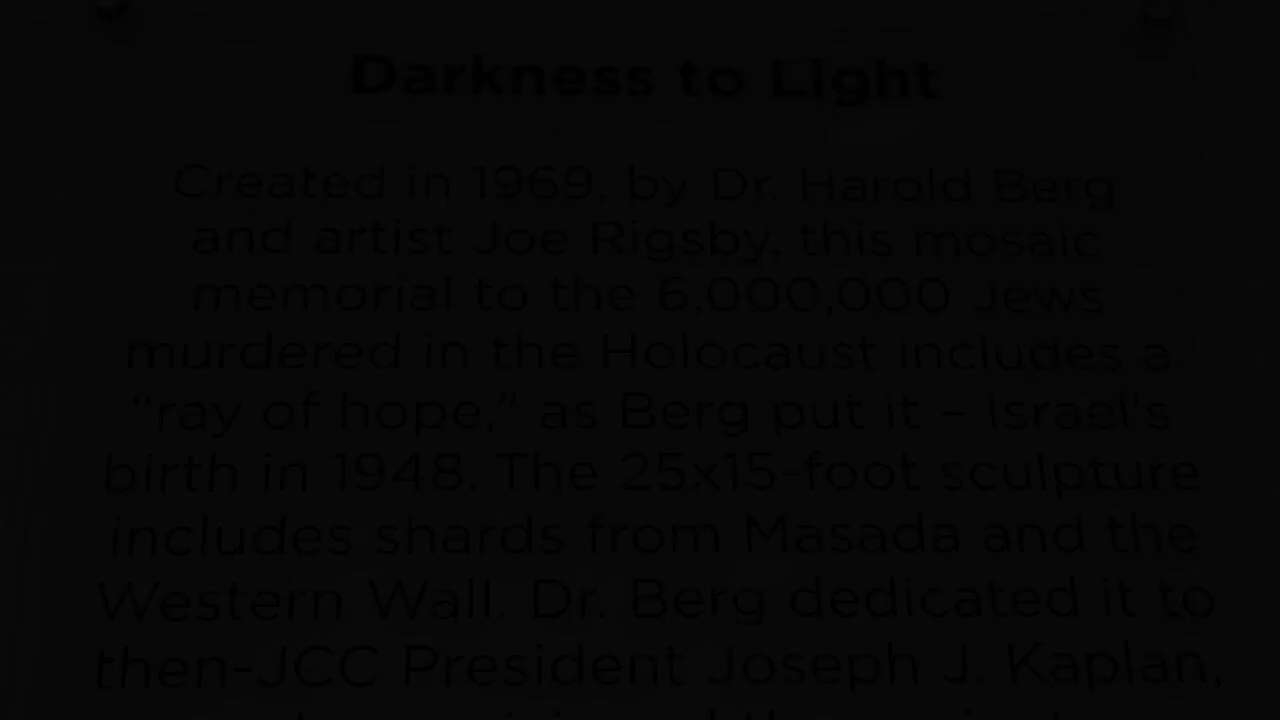 Darkness to Light
Created in 1969, by Dr. Harold Berg
and artist Joe Rigsby, this mosaic
memorial to the 6,000,000 Jews
murdered in the Holocaust includes a
“ray of hope,” as Berg put it – Israel's
birth in 1948. The 25x15-foot sculpture
includes shards from Masada and the
Western Wall. Dr. Berg dedicated it to
then-JCC President Joseph J. Kaplan,